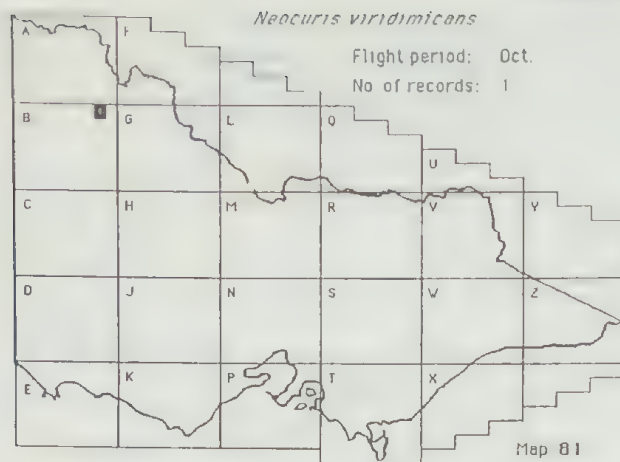 Neocuris viridimicans
Flight period: Oct.
No of records: 1
A F
B G L Q
U
C H M R V Y
D J N S W Z
E K P T X
Map 81